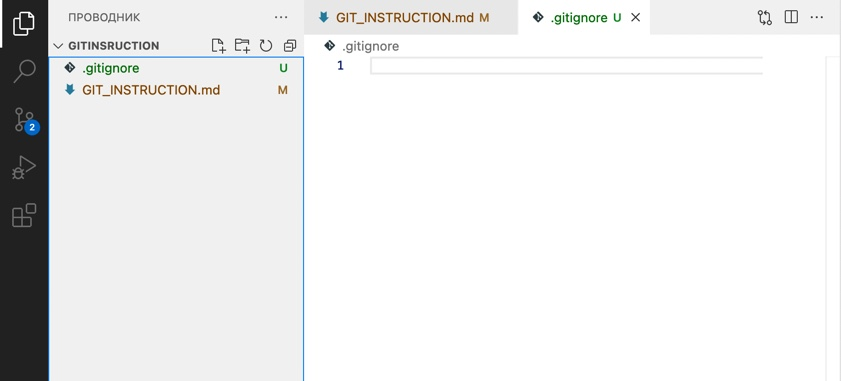 ПРОВОДНИК
GITINSRUCTION
.gitignore U
GIT_INSTRUCTION.md M
2
GIT_INSTRUCTION.md M
.gitignore U
.gitignore
1